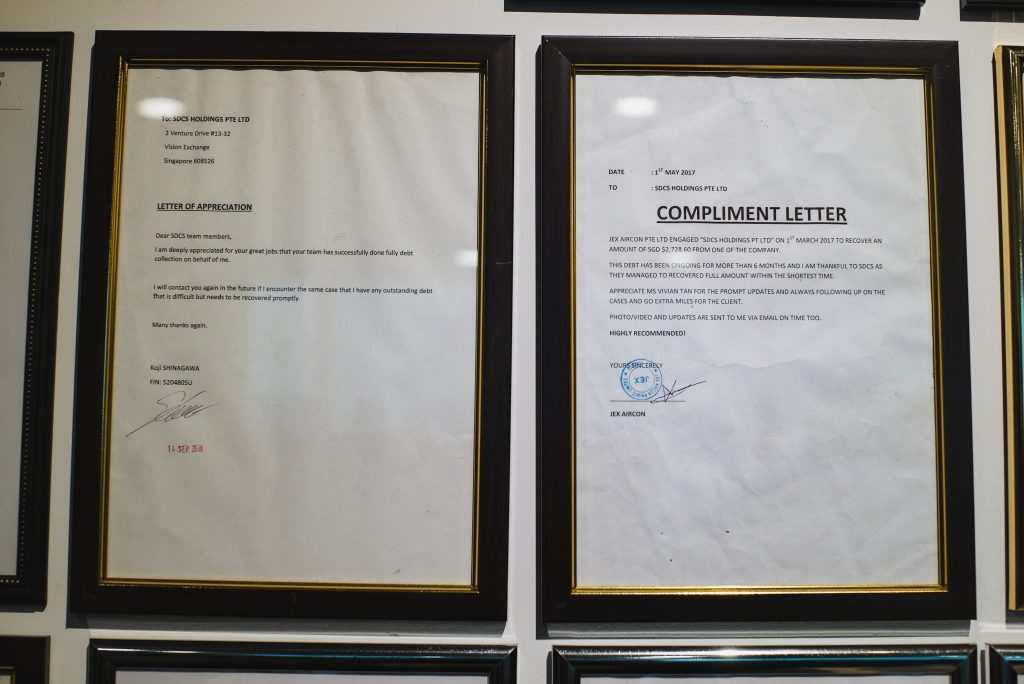 To: SDCS HOLDINGS PTE LTD
2 Venture Drive #13-32
Vision Exchange
Singapore 608526
LETTER OF APPRECIATION
Dear SDCS team members,
I am deeply appreciated for your great jobs that your team has successfully done fully debt
collection on behalf of me.
I will contact you again in the future if I encounter the same case that I have any outstanding debt
that is difficult but needs to be recovered promptly.
Many thanks again.
Koji SHINAGAWA
FIN: S204805U
14 SEP
DATE : 1ST MAY 2017
TO : SDCS HOLDINGS PTE LTD
COMPLIMENT LETTER
JEX AIRCON PTE LTD ENGAGED "SDCS HOLDINGS PT LTD" ON 1ST MARCH 2017 TO RECOVER AN
AMOUNT OF SGD $2,728.60 FROM ONE OF THE COMPANY.
THIS DEBT HAS BEEN ONGOING FOR MORE THAN 6 MONTHS AND I AM THANKFUL TO SDCS AS
THEY MANAGED TO RECOVERED FULL AMOUNT WITHIN THE SHORTEST TIME.
APPRECIATE MS VIVIAN TAN FOR THE PROMPT UPDATES AND ALWAYS FOLLOWING UP ON THE
CASES AND GO EXTRA MILES FOR THE CLIENT.
PHOTO/VIDEO AND UPDATES ARE SENT TO ME VIA EMAIL ON TIME TOO.
HIGHLY RECOMMENDED!
YOURS SINCERELY
JEX
JEX AIRCON